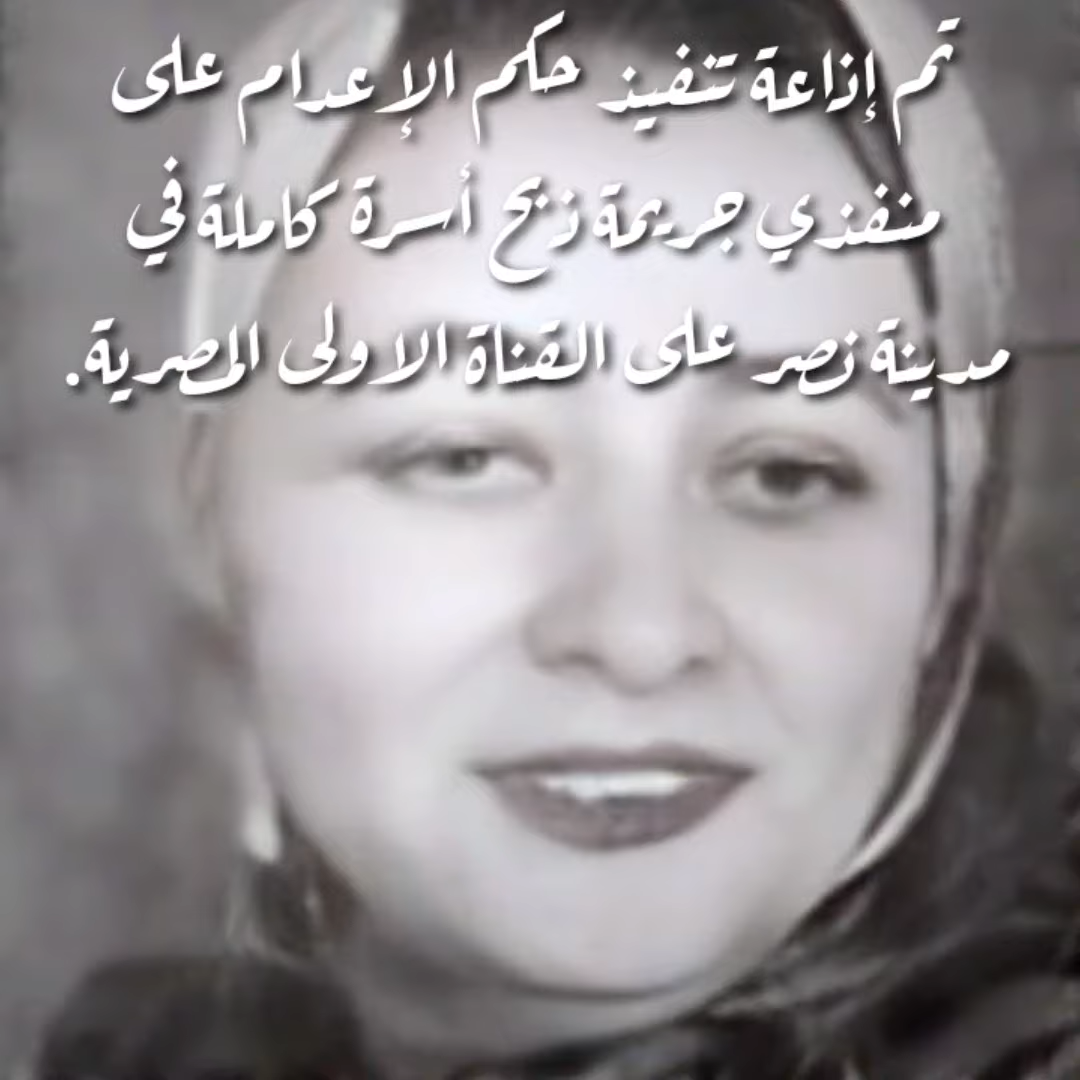 تم إذاعة تنفيذ حكم الإعدام على
منفذي جريمة ذبح أسرة كاملة في
مدينة نصر على القناة الاولى المصرية.